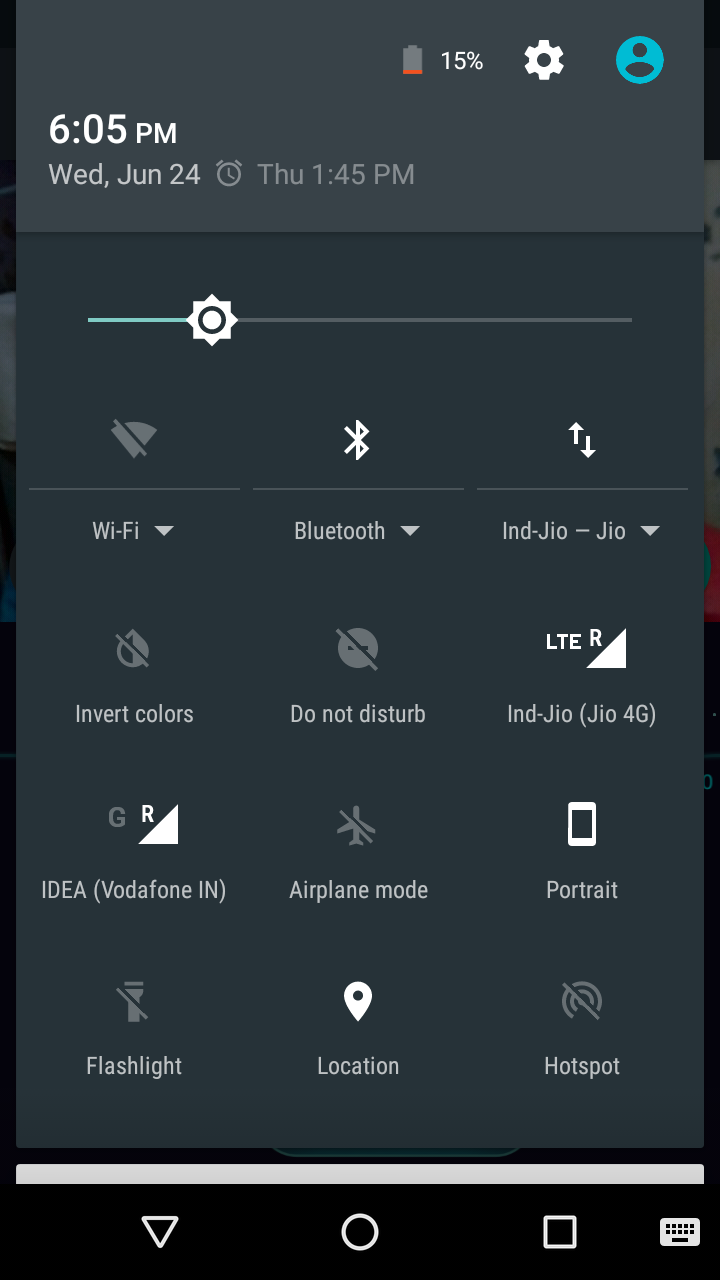 15%
6:05 PM
Wed, Jun 24 Thu 1:45 PM
Wi-Fi Bluetooth Ind-Jio — Jio
LTE R
Invert colors Do not disturb Ind-Jio (Jio 4G)
0
G R
IDEA (Vodafone IN) Airplane mode Portrait
Flashlight Location Hotspot